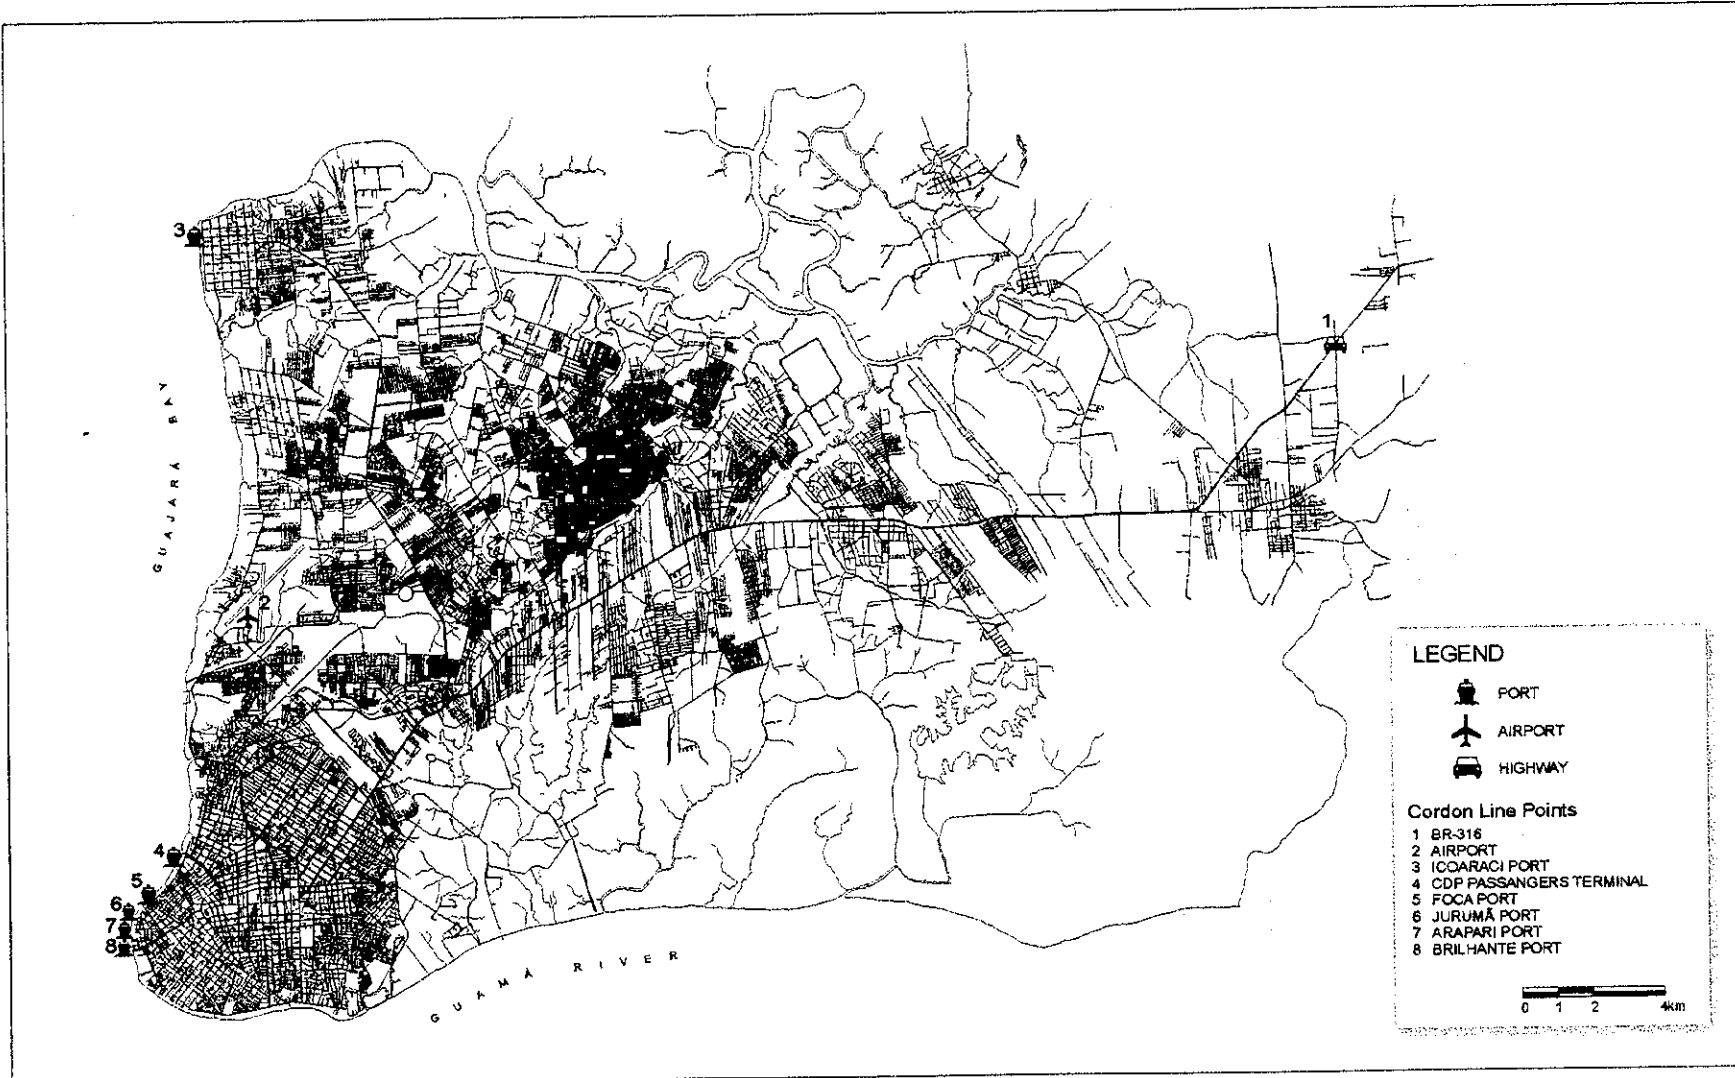 3
1
GUAJARÁ BAY
2
4
5
6
7
8
GUAMÁ RIVER
LEGEND
PORT
AIRPORT
HIGHWAY
Cordon Line Points
1 BR-316
2 AIRPORT
3 ICOARACI PORT
4 CDP PASSANGERS TERMINAL
5 FOCA PORT
6 JURUMÁ PORT
7 ARAPARI PORT
8 BRILHANTE PORT
0 1 2 4km